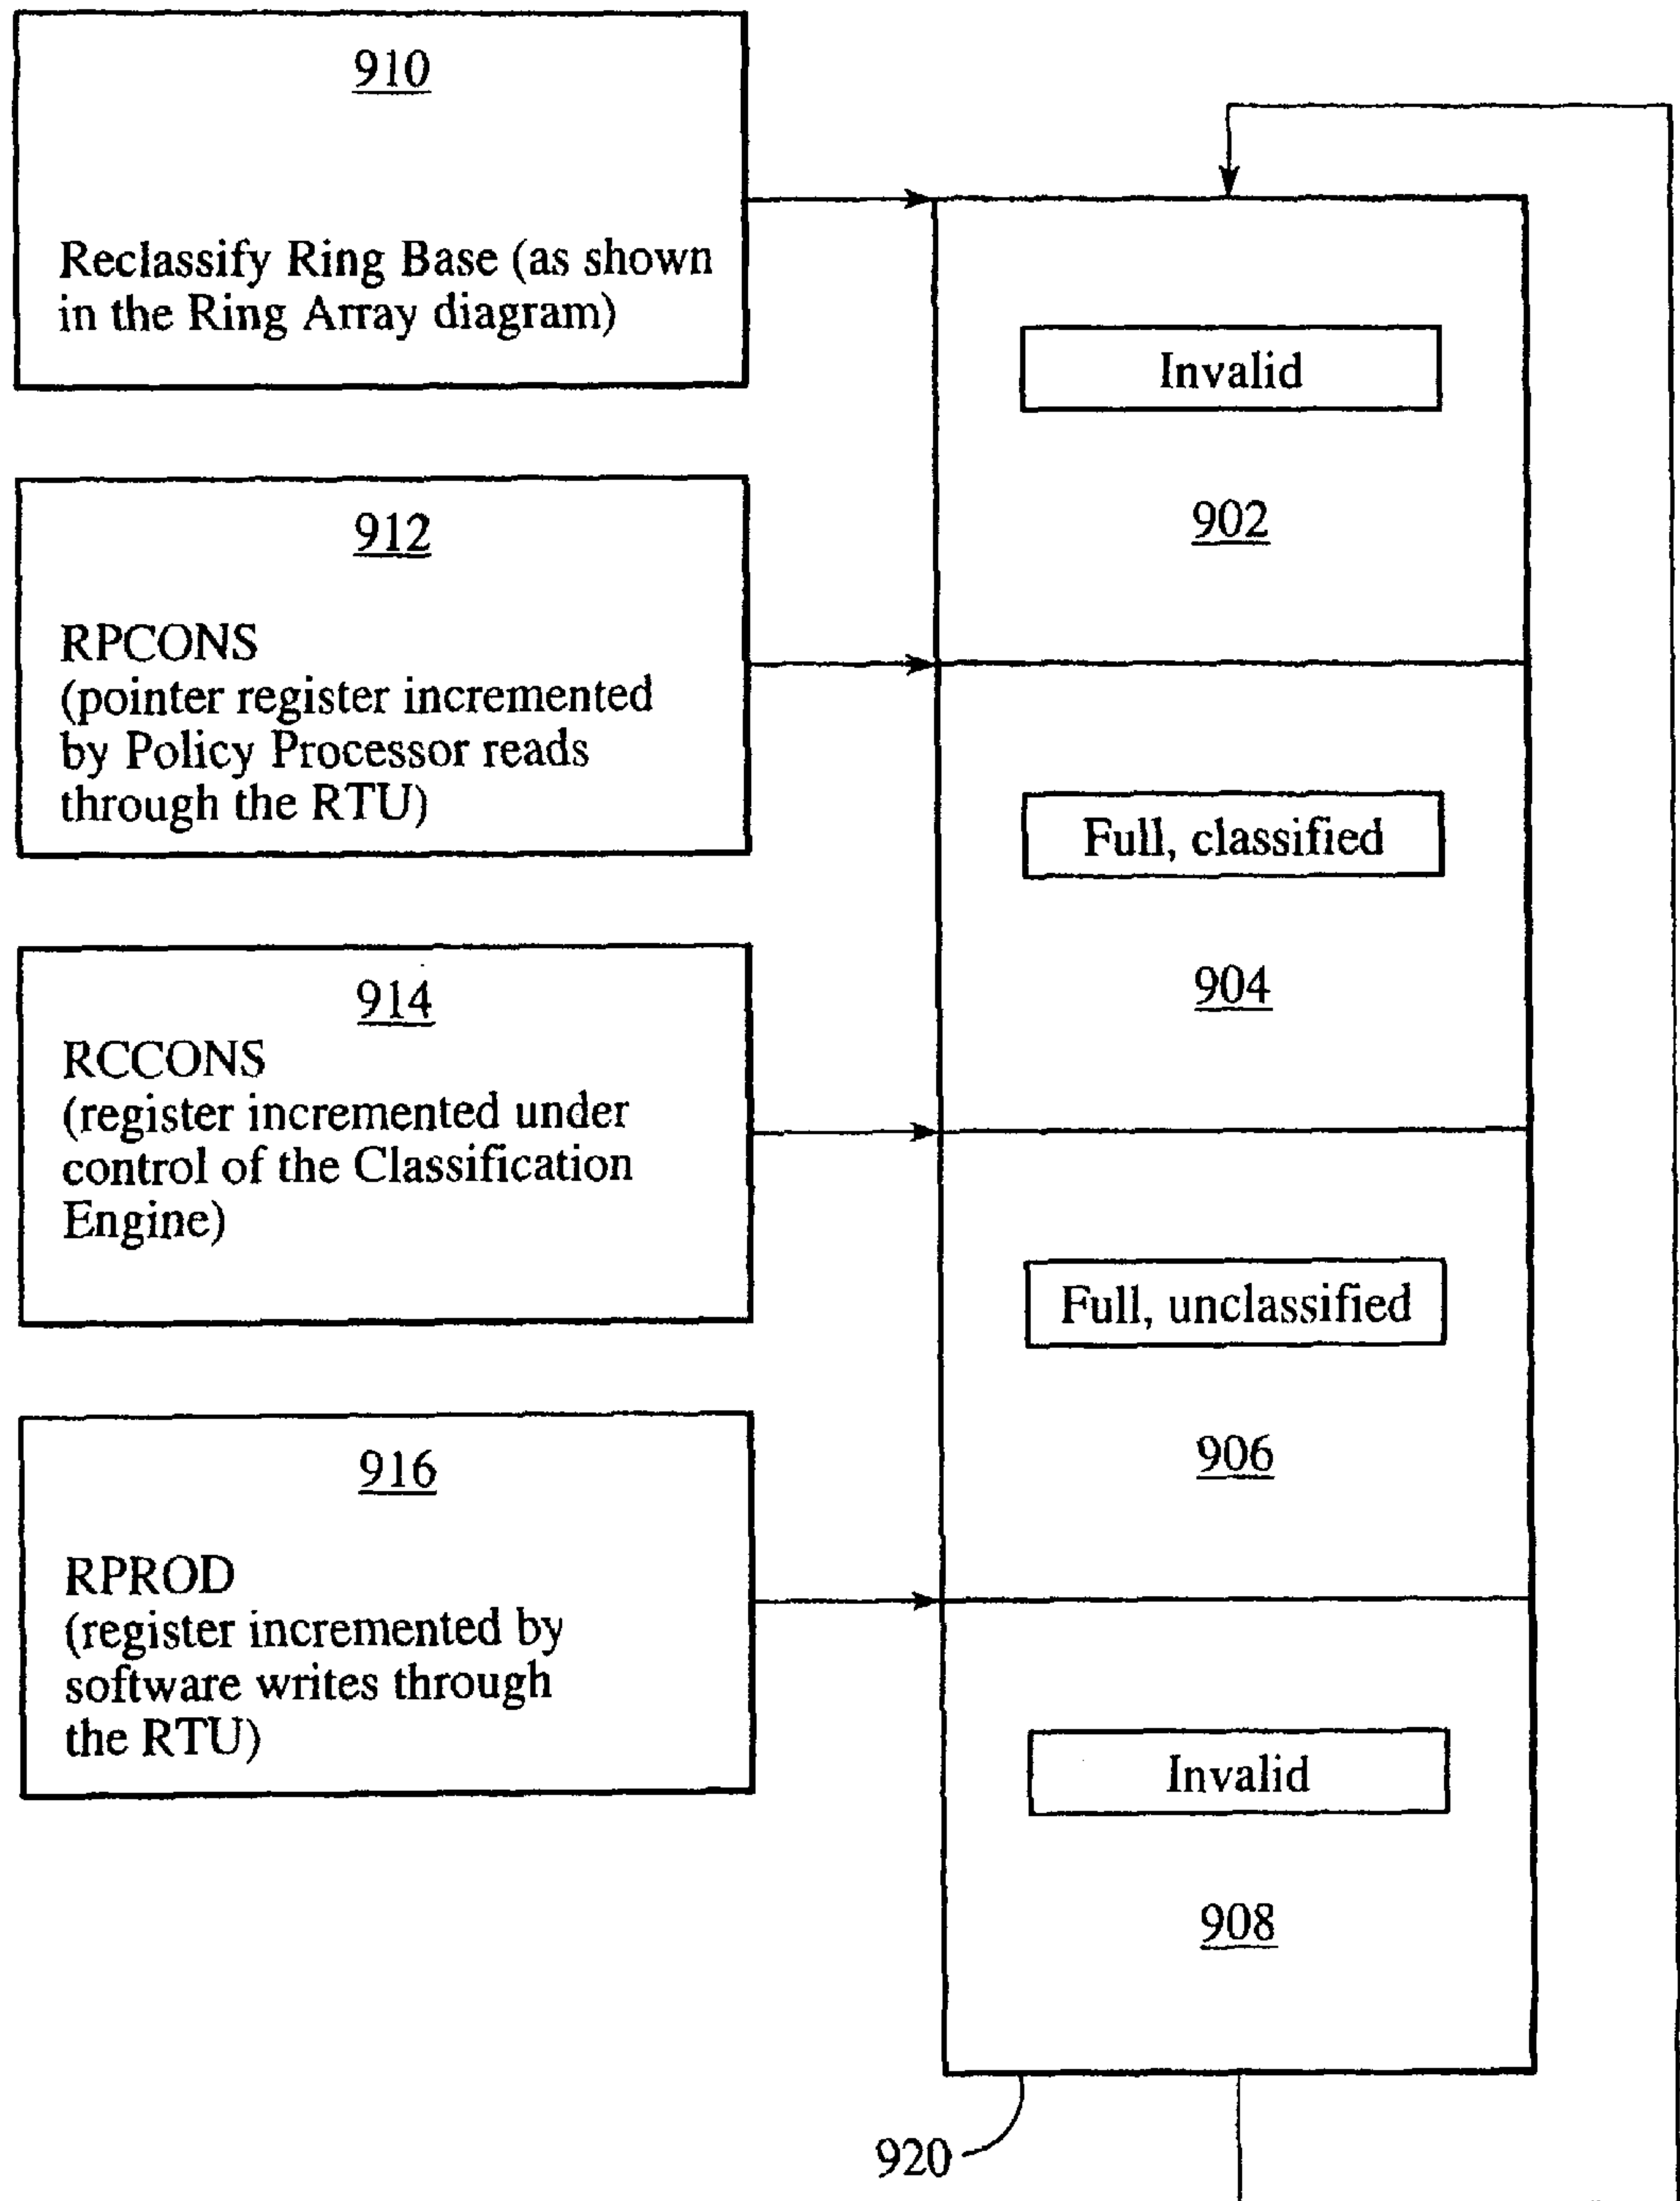 910
Reclassify Ring Base (as shown
in the Ring Array diagram)
912
RPCONS
(pointer register incremented
by Policy Processor reads
through the RTU)
914
RCCONS
(register incremented under
control of the Classification
Engine)
916
RPROD
(register incremented by
software writes through
the RTU)
Invalid
902
Full, classified
904
Full, unclassified
906
Invalid
908
920